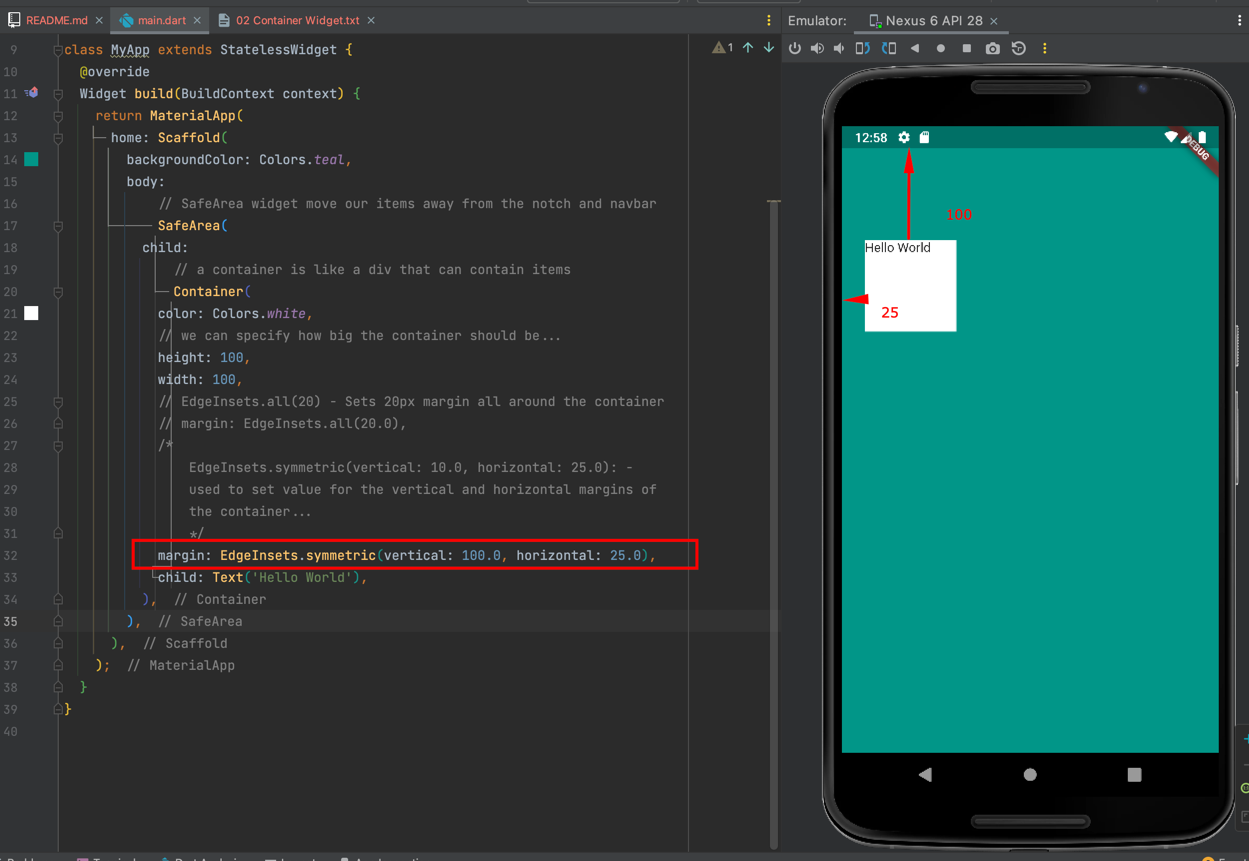 README.md
main.dart
02 Container Widget.txt
Emulator:
Nexus 6 API 28
1
9 class MyApp extends StatelessWidget {
10 @override
11 Widget build(BuildContext context) {
12 return MaterialApp(
13 home: Scaffold(
14 backgroundColor: Colors.teal,
15 body:
16 // SafeArea widget move our items away from the notch and navbar
17 SafeArea(
18 child:
19 // a container is like a div that can contain items
20 Container(
21 color: Colors.white,
22 // we can specify how big the container should be...
23 height: 100,
24 width: 100,
25 // EdgeInsets.all(20) - Sets 20px margin all around the container
26 // margin: EdgeInsets.all(20.0),
27 /*
28 EdgeInsets.symmetric(vertical: 10.0, horizontal: 25.0): -
29 used to set value for the vertical and horizontal margins of
30 the container...
31 */
32 margin: EdgeInsets.symmetric(vertical: 100.0, horizontal: 25.0),
33 child: Text('Hello World'),
34 ), // Container
35 ), // SafeArea
36 ), // Scaffold
37 ); // MaterialApp
38 }
39 }
40
12:58
DEBUG
100
Hello World
25